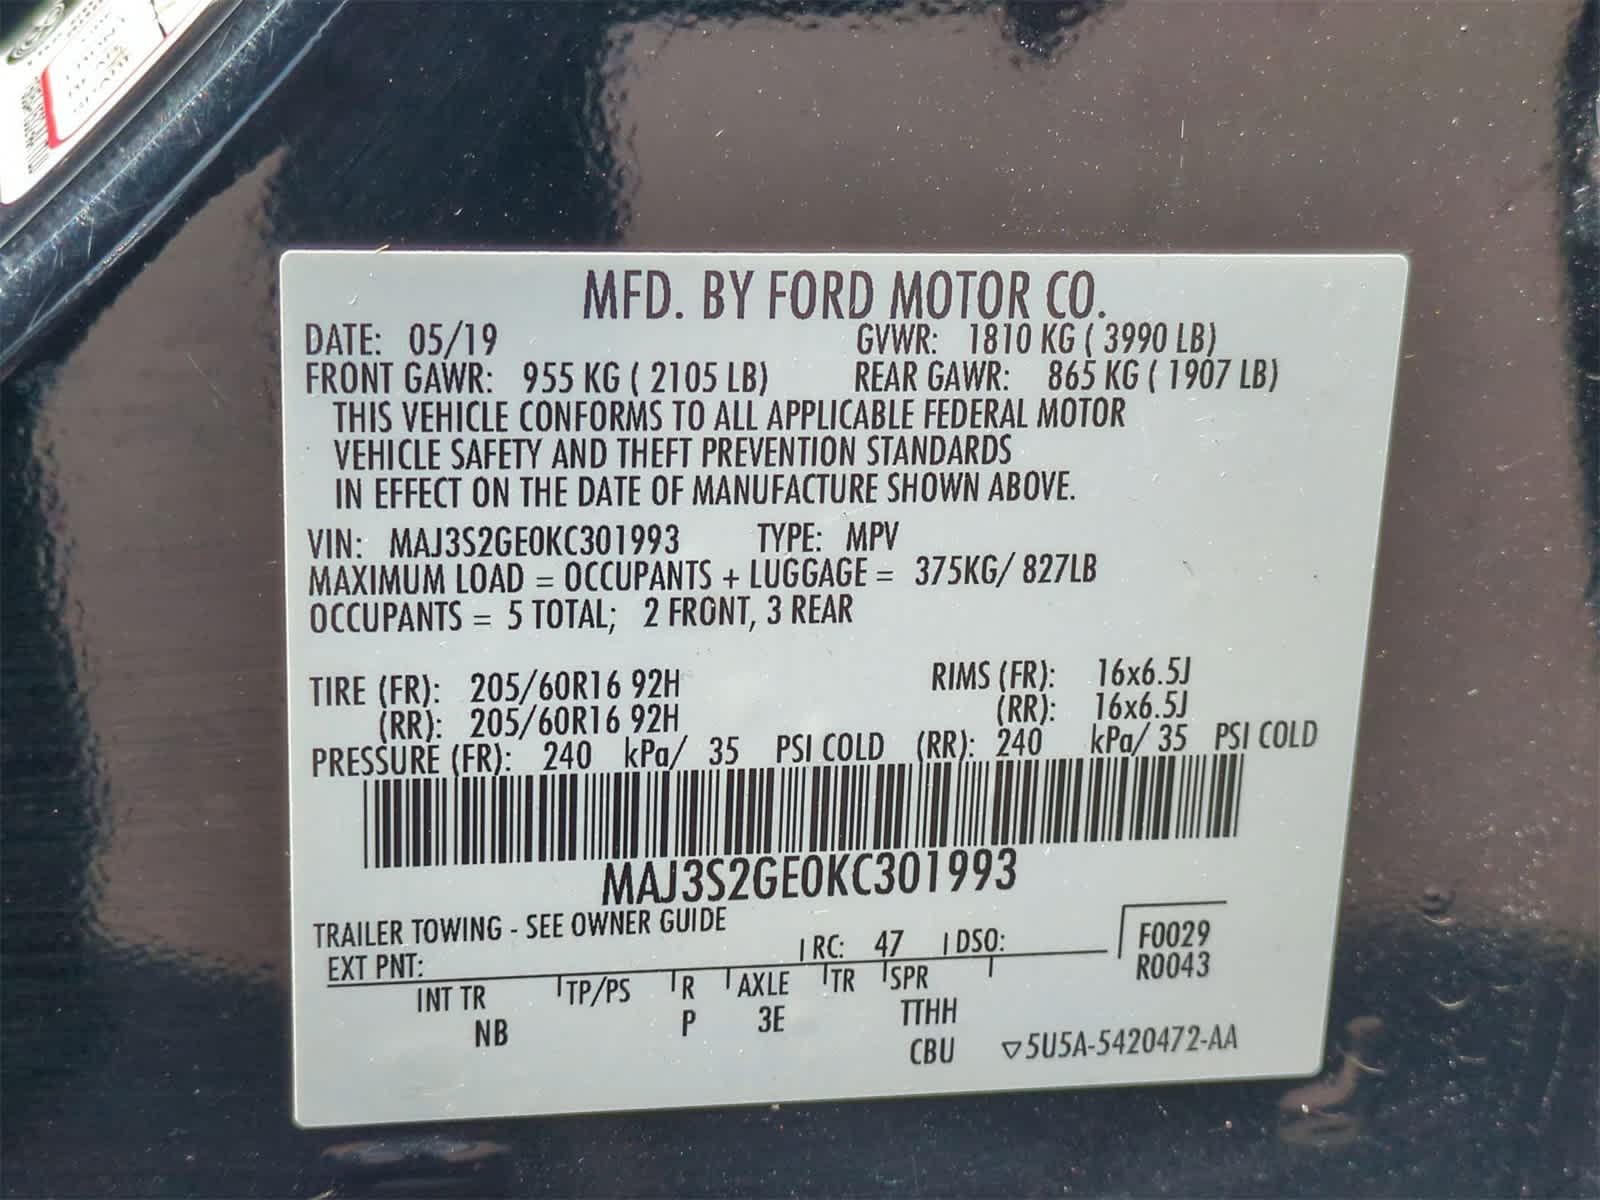 MFD. BY FORD MOTOR CO.
DATE: 05/19 GVWR: 1810 KG ( 3990 LB)
FRONT GAWR: 955 KG ( 2105 LB) REAR GAWR: 865 KG ( 1907 LB)
THIS VEHICLE CONFORMS TO ALL APPLICABLE FEDERAL MOTOR
VEHICLE SAFETY AND THEFT PREVENTION STANDARDS
IN EFFECT ON THE DATE OF MANUFACTURE SHOWN ABOVE.
VIN: MAJ3S2GE0KC301993 TYPE: MPV
MAXIMUM LOAD = OCCUPANTS + LUGGAGE = 375KG/ 827LB
OCCUPANTS = 5 TOTAL; 2 FRONT, 3 REAR
TIRE (FR): 205/60R16 92H RIMS (FR): 16x6.5J
(RR): 205/60R16 92H (RR): 16x6.5J
PRESSURE (FR): 240 kPa/ 35 PSI COLD (RR): 240 kPa/ 35 PSI COLD
MAJ3S2GE0KC301993
TRAILER TOWING - SEE OWNER GUIDE
EXT PNT: RC: 47 DSO: F0029
R0043
INT TR TP/PS R AXLE TR SPR
NB P 3E TTHH
CBU ▽5U5A-5420472-AA